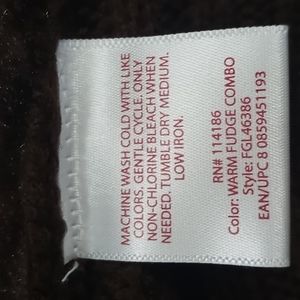 MACHINE WASH COLD WITH LIKE
COLORS, GENTLE CYCLE. ONLY
NON-CHLORINE BLEACH WHEN
NEEDED. TUMBLE DRY MEDIUM.
LOW IRON.
RN# 114186
Color: WARM FUDGE COMBO
Style: FGL46386
EAN/UPC 8 0859451193